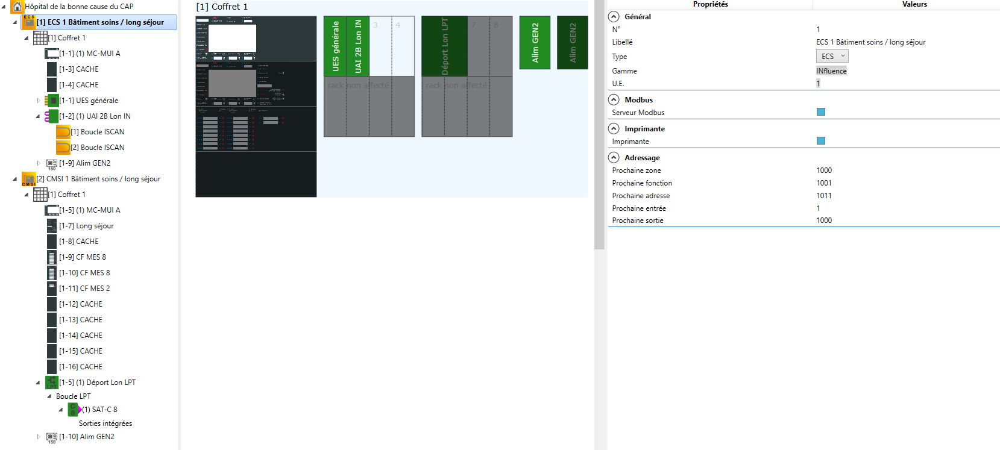 Hôpital de la bonne cause du CAP
ECS
[1] ECS 1 Bâtiment soins / long séjour
[1] Coffret 1
[1-1] (1) MC-MUI A
[1-3] CACHE
[1-4] CACHE
[1-1] UES générale
[1-2] (1) UAI 2B Lon IN
[1] Boucle ISCAN
[2] Boucle ISCAN
150
[1-9] Alim GEN2
CMSI
[2] CMSI 1 Bâtiment soins / long séjour
[1] Coffret 1
[1-5] (1) MC-MUI A
[1-7] Long séjour
[1-8] CACHE
[1-9] CF MES 8
[1-10] CF MES 8
[1-11] CF MES 2
[1-12] CACHE
[1-13] CACHE
[1-14] CACHE
[1-15] CACHE
[1-16] CACHE
LPT
[1-5] (1) Déport Lon LPT
Boucle LPT
C 8
(1) SAT-C 8
Sorties intégrées
150
[1-10] Alim GEN2
[1] Coffret 1
UES générale
UAI 2B Lon IN
3
4
rack non affecté
Déport Lon LPT
7
8
rack non affecté
Alim GEN2
Alim GEN2
Propriétés
Valeurs
Général
N° 1
Libellé ECS 1 Bâtiment soins / long séjour
Type ECS
Gamme INfluence
U.E. 1
Modbus
Serveur Modbus
Imprimante
Imprimante
Adressage
Prochaine zone 1000
Prochaine fonction 1001
Prochaine adresse 1011
Prochaine entrée 1
Prochaine sortie 1000